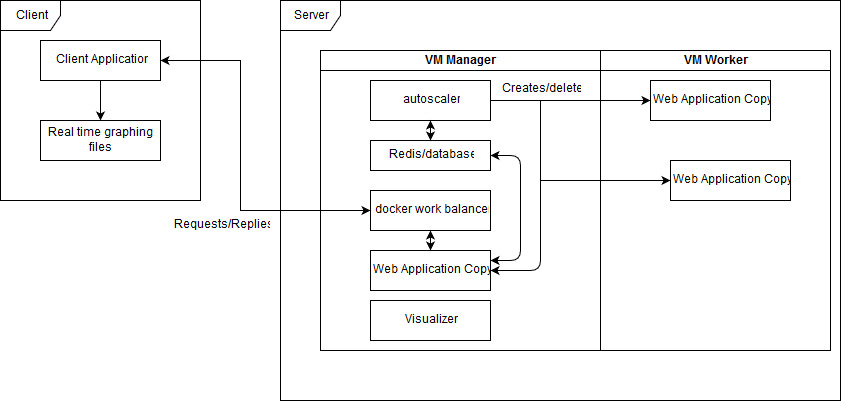 Client
Client Application
Real time graphing
files
Requests/Replies
Server
VM Manager
VM Worker
autoscaler
Creates/delete
Web Application Copy
Redis/database
Web Application Copy
docker work balance
Web Application Copy
Visualizer